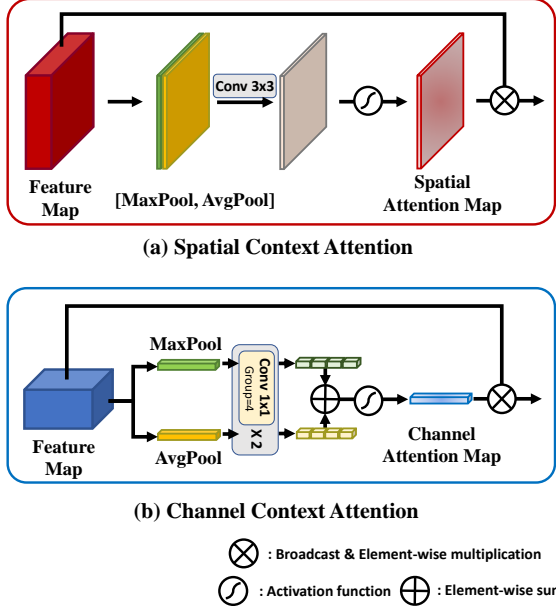 Conv 3x3
Feature
Map
[MaxPool, AvgPool]
Spatial
Attention Map
(a) Spatial Context Attention
MaxPool
Conv 1x1
Group=4
X 2
AvgPool
Feature
Map
Channel
Attention Map
(b) Channel Context Attention
: Broadcast & Element-wise multiplication
: Activation function
: Element-wise sur